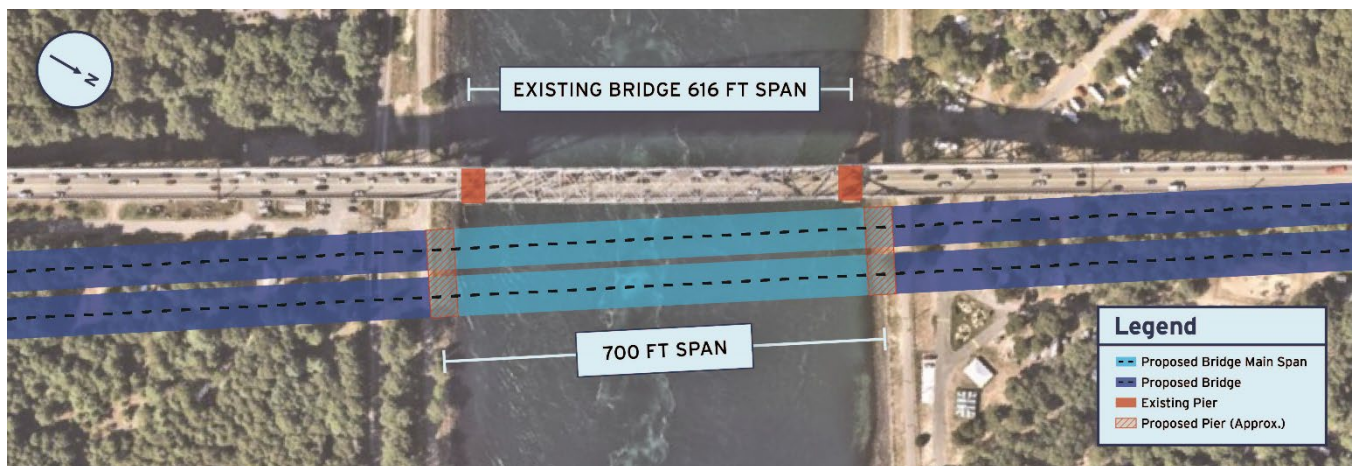 N
EXISTING BRIDGE 616 FT SPAN
700 FT SPAN
Legend
Proposed Bridge Main Span
Proposed Bridge
Existing Pier
Proposed Pier (Approx.)